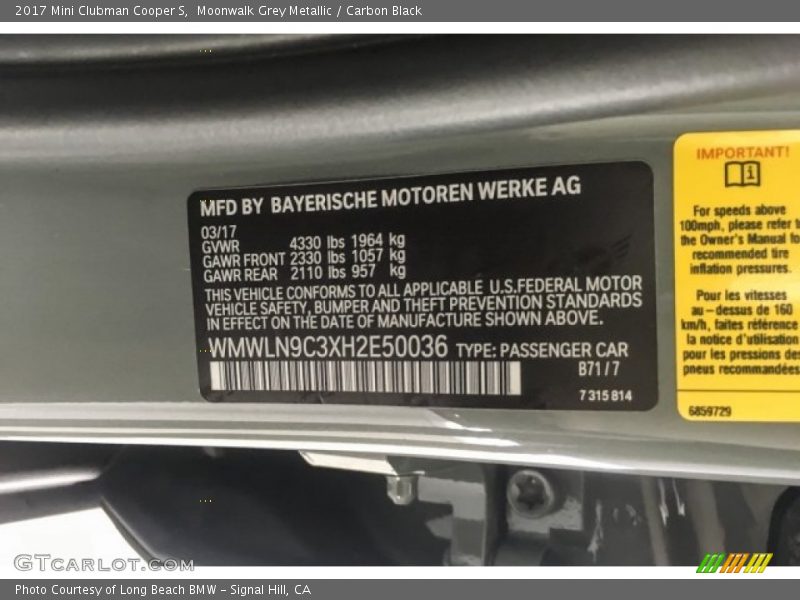 2017 Mini Clubman Cooper S, Moonwalk Grey Metallic / Carbon Black
MFD BY BAYERISCHE MOTOREN WERKE AG
03/17
GVWR 4330 lbs 1964 kg
GAWR FRONT 2330 lbs 1057 kg
GAWR REAR 2110 lbs 957 kg
THIS VEHICLE CONFORMS TO ALL APPLICABLE U.S.FEDERAL MOTOR
VEHICLE SAFETY, BUMPER AND THEFT PREVENTION STANDARDS
IN EFFECT ON THE DATE OF MANUFACTURE SHOWN ABOVE.
WMWLN9C3XH2E50036 TYPE: PASSENGER CAR
B71 / 7
7 315 814
IMPORTANT!
For speeds above
100mph, please refer t
the Owner's Manual fo
recommended tire
inflation pressures.
Pour les vitesses
au-dessus de 160
km/h, faites référence
la notice d'utilisation
pour les pressions des
pneus recommandées
6859729
GTCARLOT.COM
Photo Courtesy of Long Beach BMW - Signal Hill, CA